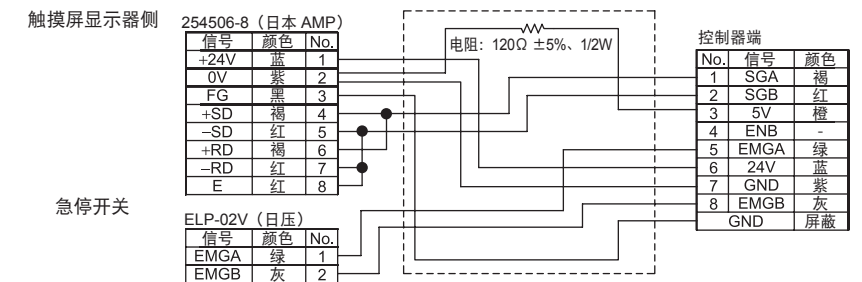 触摸屏显示器侧
254506-8（日本 AMP）
信号 颜色 No.
+24V 蓝 1
0V 紫 2
FG 黑 3
+SD 褐 4
−SD 红 5
+RD 褐 6
−RD 红 7
E 红 8
急停开关
ELP-02V（日压）
信号 颜色 No.
EMGA 绿 1
EMGB 灰 2
电阻：120Ω ±5%、1/2W
控制器端
No. 信号 颜色
1 SGA 褐
2 SGB 红
3 5V 橙
4 ENB -
5 EMGA 绿
6 24V 蓝
7 GND 紫
8 EMGB 灰
GND 屏蔽